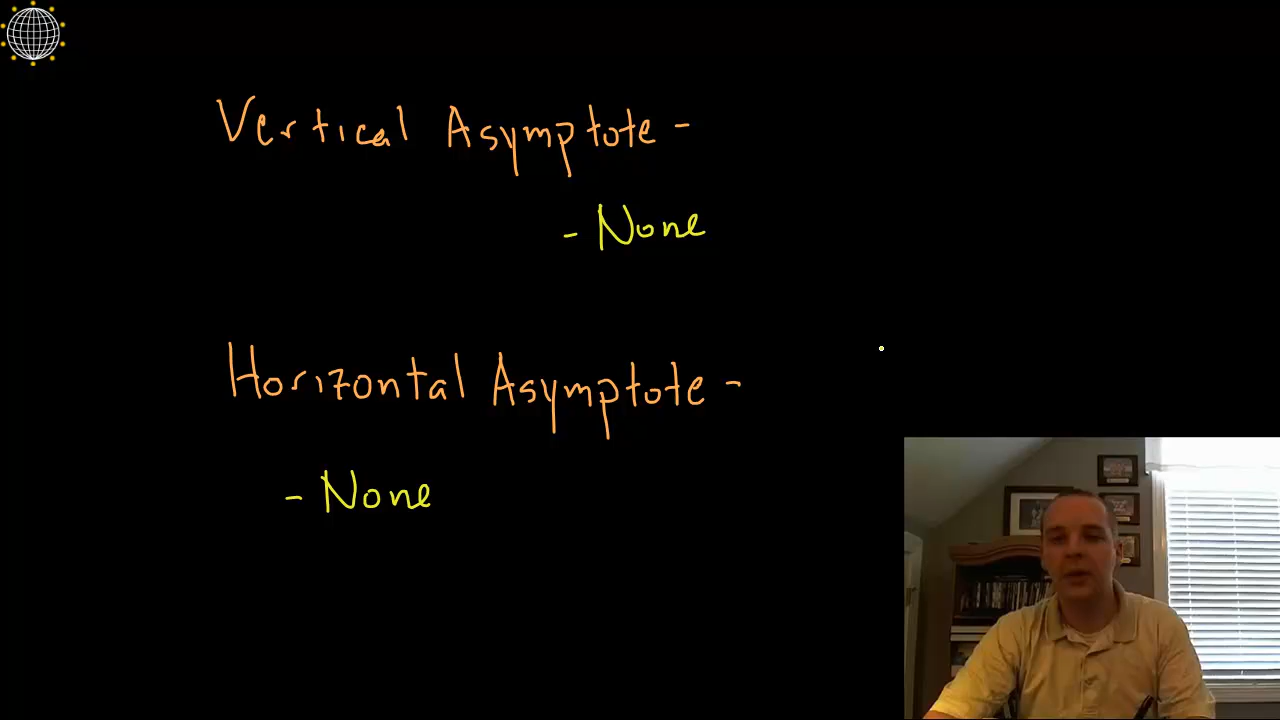 Vertical Asymptote -
- None
Horizontal Asymptote -
- None